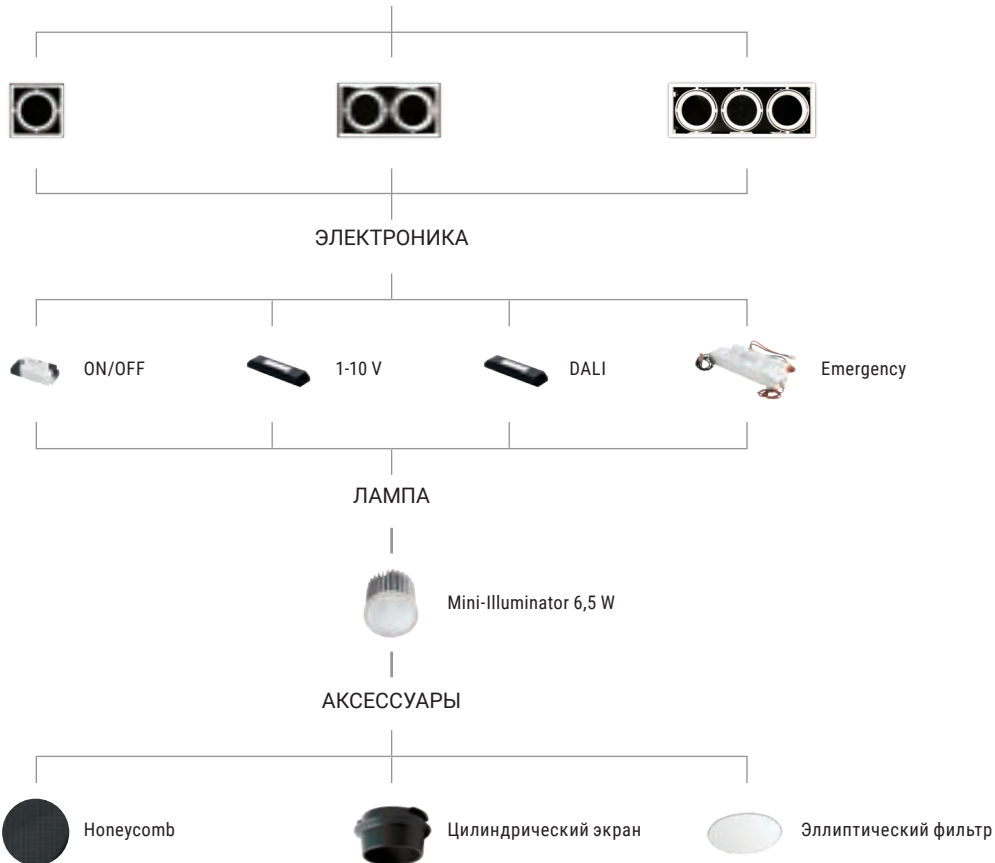 ЭЛЕКТРОНИКА
ON/OFF
1-10 V
DALI
Emergency
ЛАМПА
Mini-Illuminator 6,5 W
АКСЕССУАРЫ
Honeycomb
Цилиндрический экран
Эллиптический фильтр